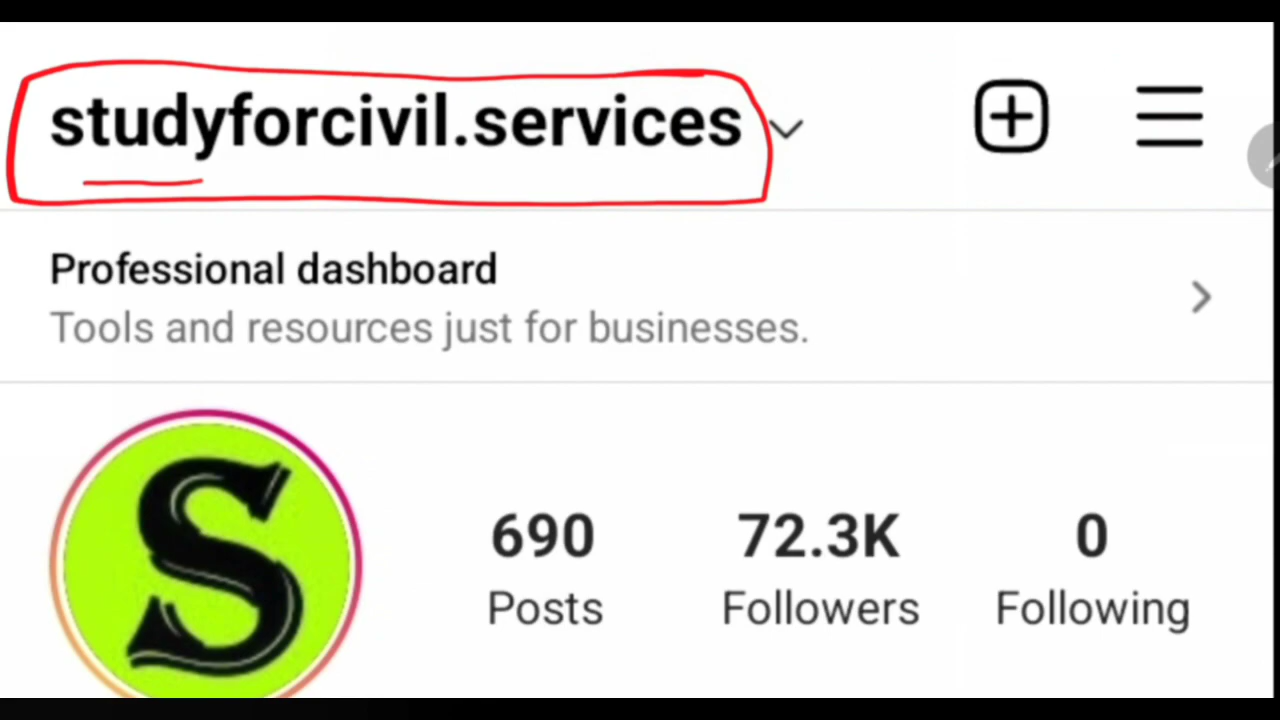 studyforcivil.services
Professional dashboard
Tools and resources just for businesses.
S
690 72.3K 0
Posts Followers Following